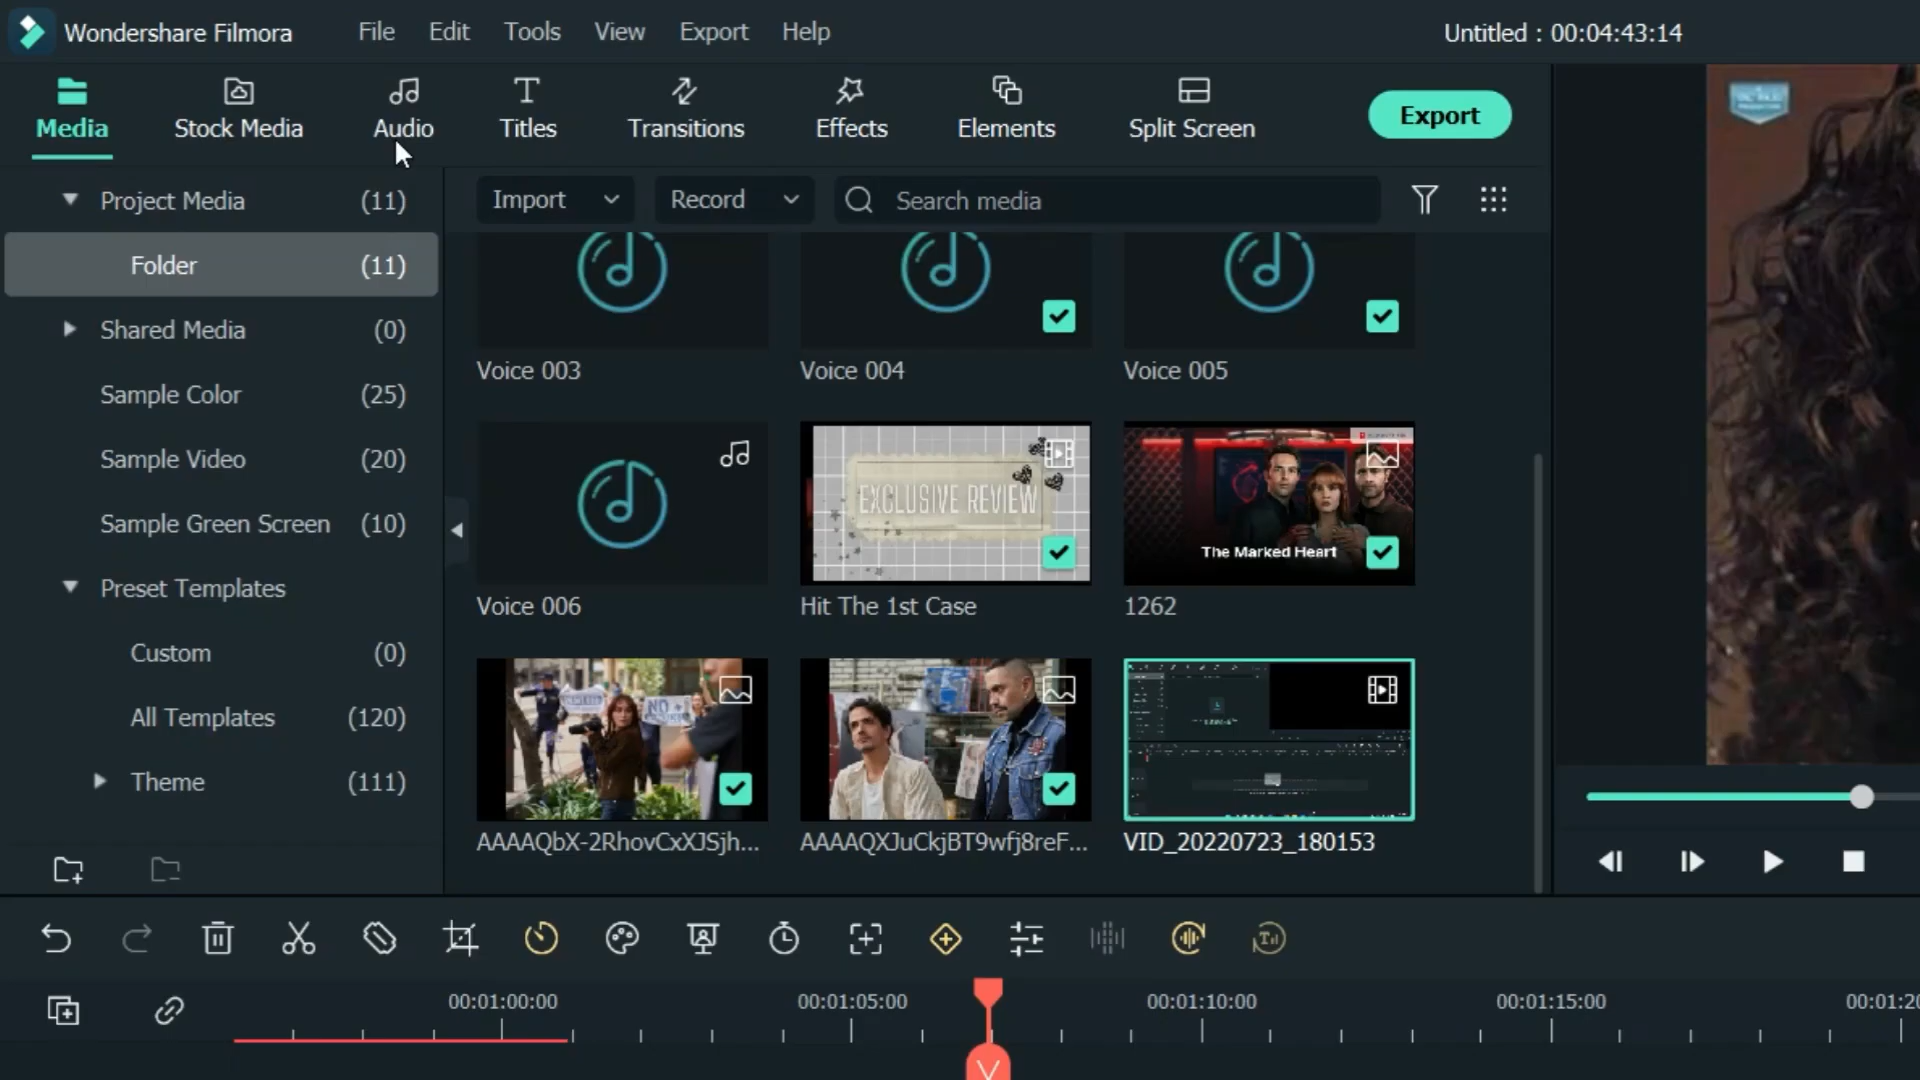 Wondershare Filmora File Edit Tools View Export Help Untitled : 00:04:43:14
Media Stock Media Audio Titles Transitions Effects Elements Split Screen Export
Project Media (11) Import Record Search media
Folder (11)
Shared Media (0)
Voice 003 Voice 004 Voice 005
Sample Color (25)
Sample Video (20)
EXCLUSIVE REVIEW
Sample Green Screen (10)
The Marked Heart
Preset Templates
Voice 006 Hit The 1st Case 1262
Custom (0)
All Templates (120)
Theme (111)
AAAAQbX-2RhovCxXJSjh... AAAAQXJuCkjBT9wfj8reF... VID_20220723_180153
00:01:00:00 00:01:05:00 00:01:10:00 00:01:15:00 00:01:20